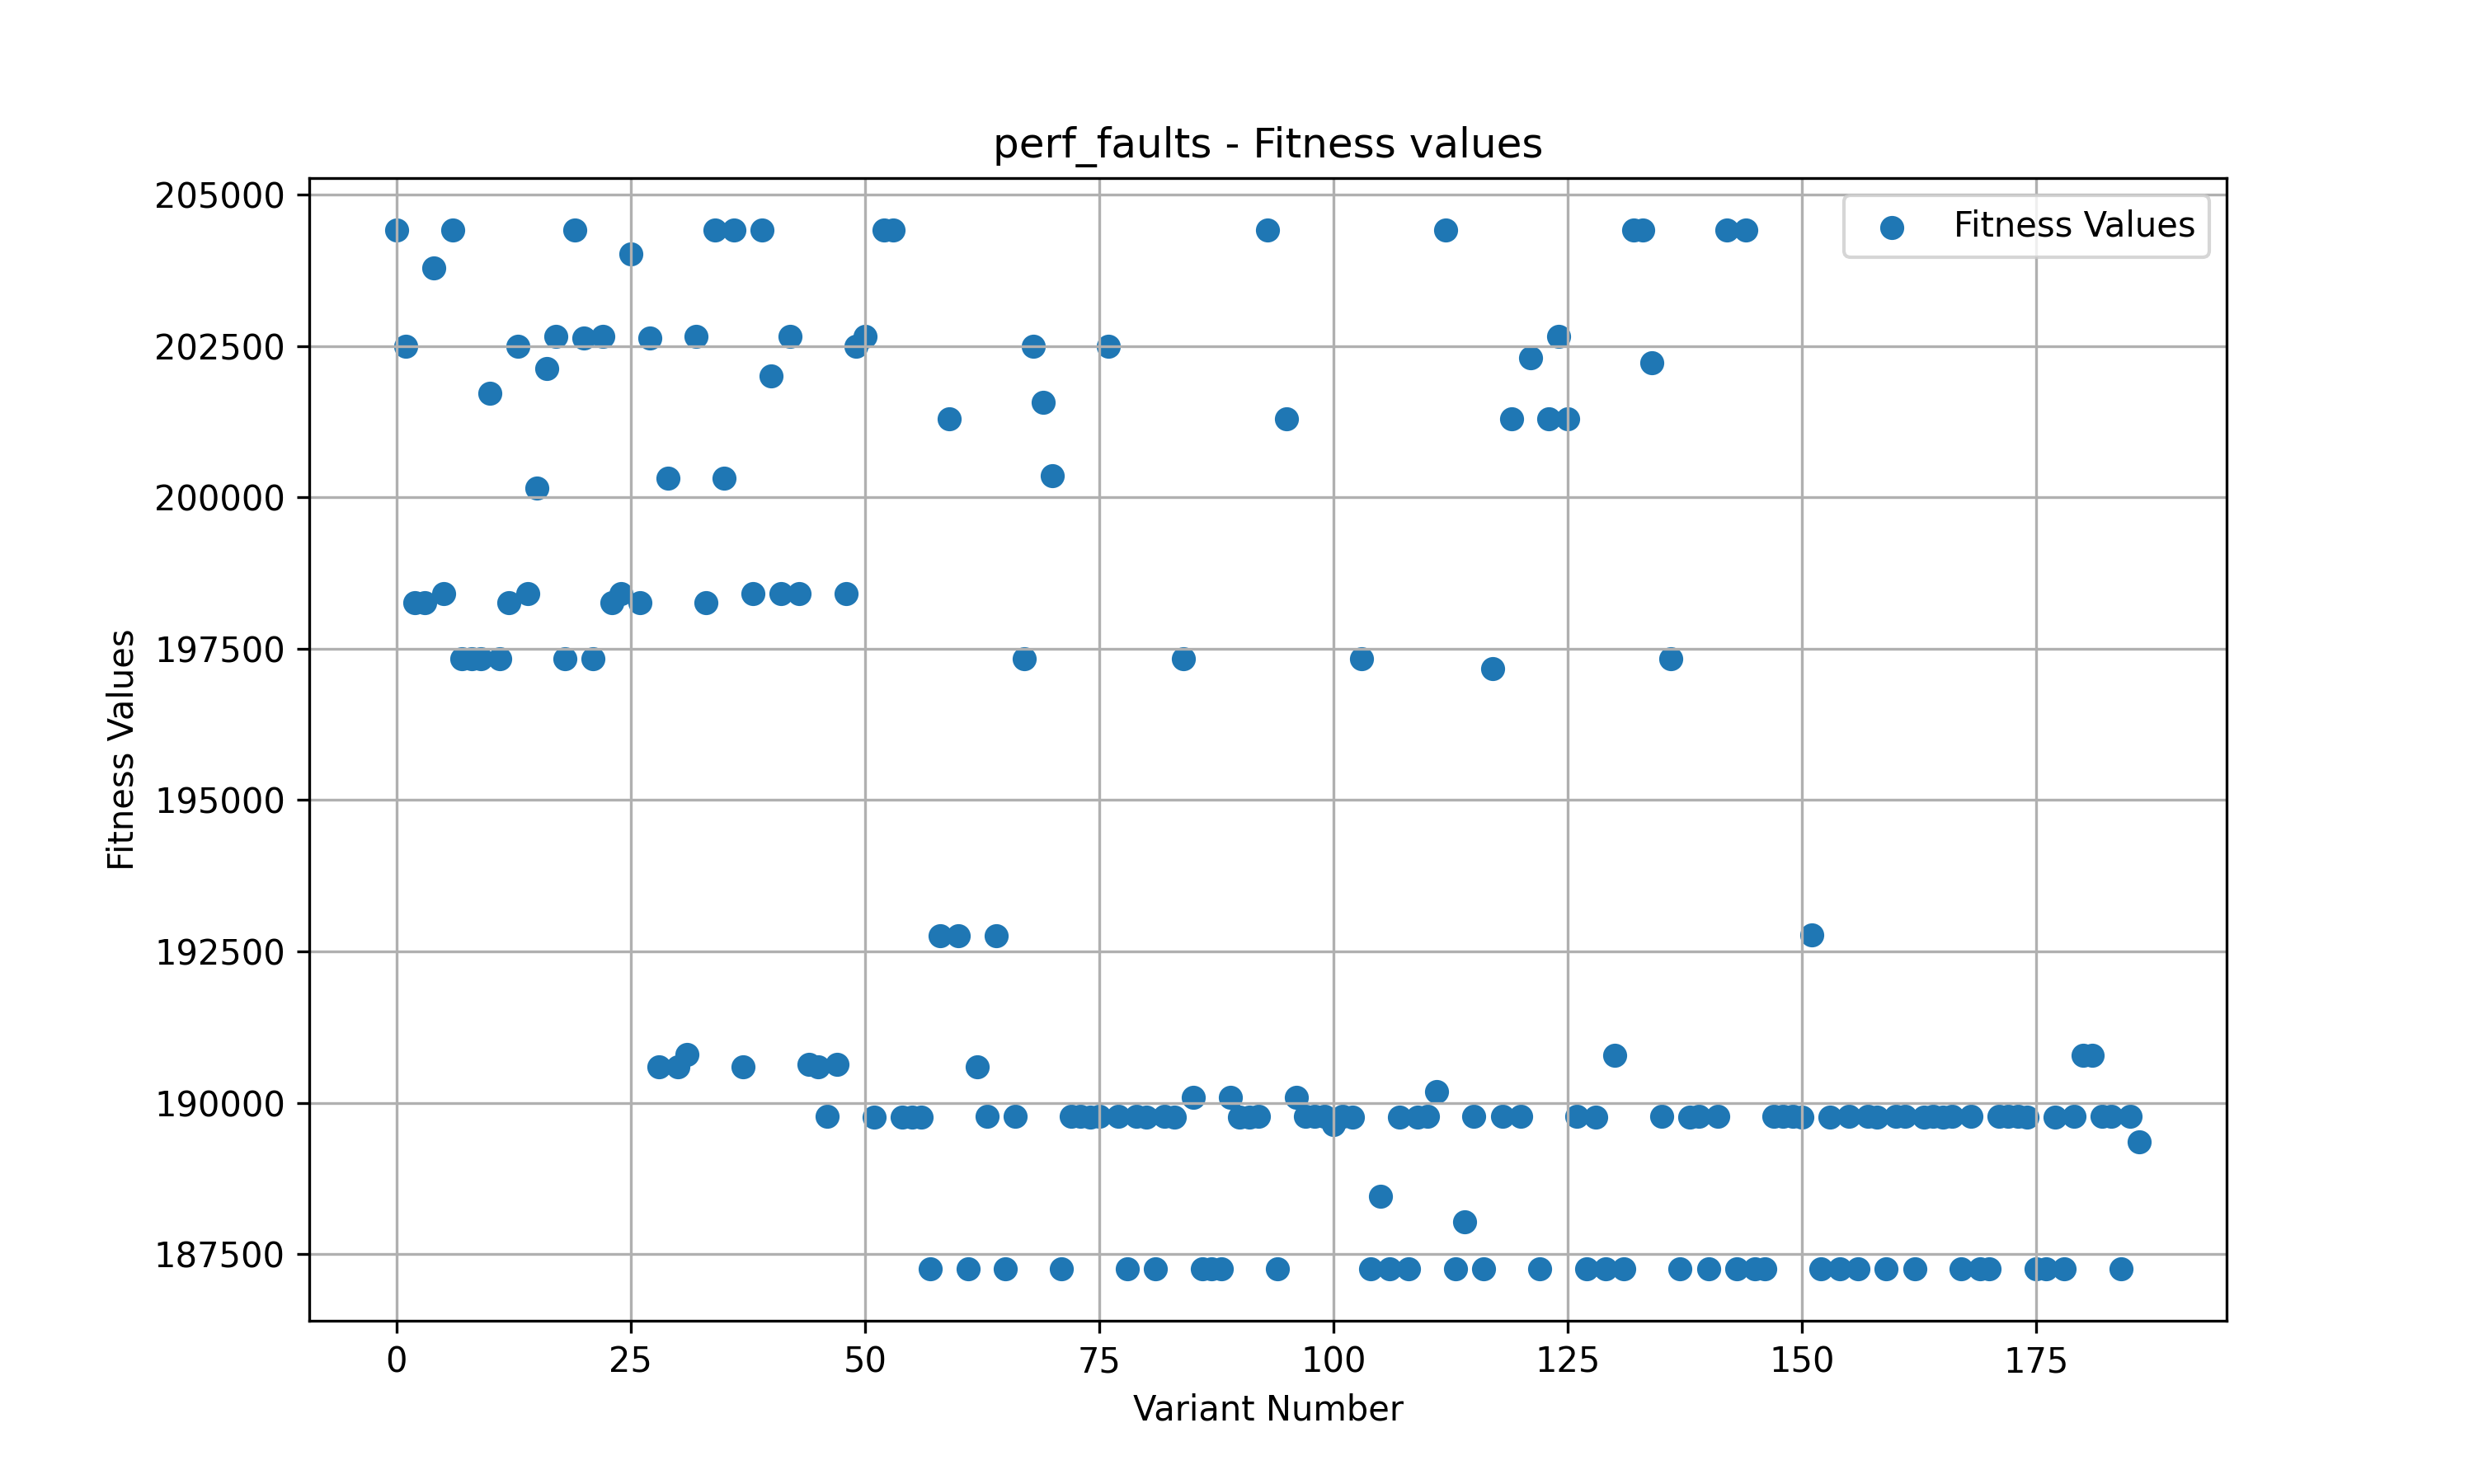 perf_faults - Fitness values
Fitness Values
205000
202500
200000
197500
195000
192500
190000
187500
Fitness Values
0 25 50 75 100 125 150 175
Variant Number